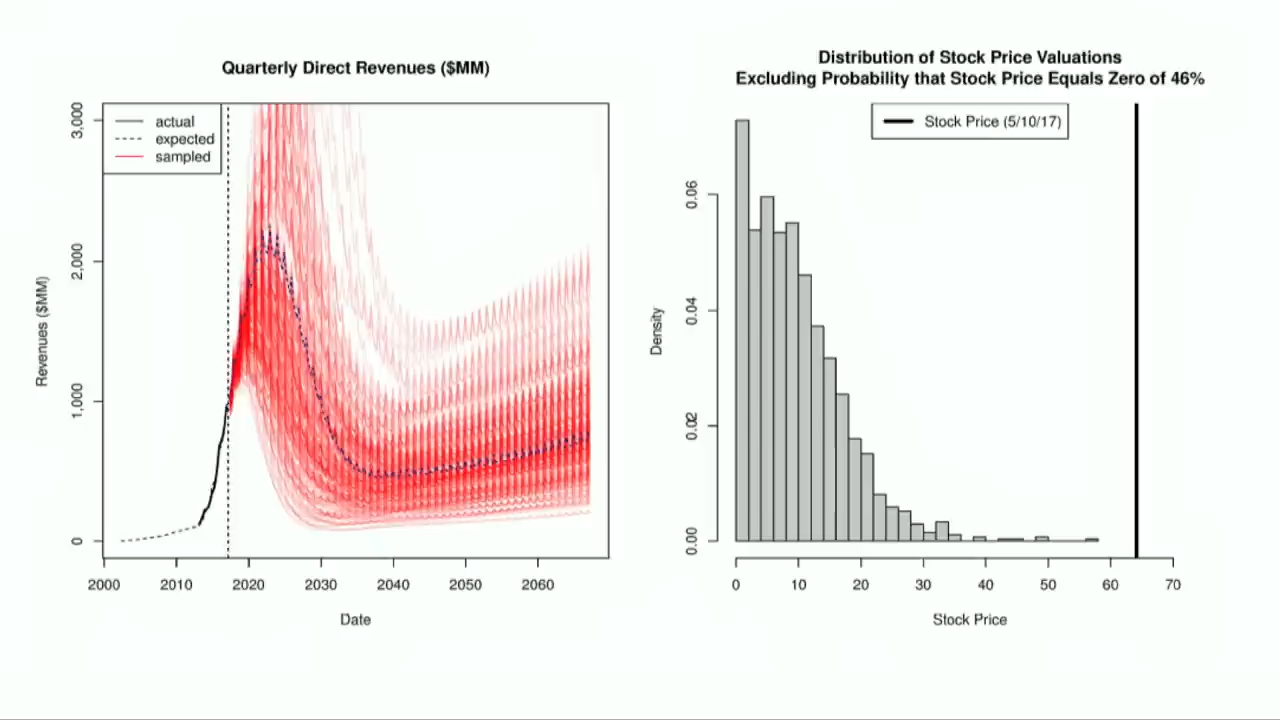 Quarterly Direct Revenues ($MM)
actual
expected
sampled
3,000
2,000
1,000
0
Revenues ($MM)
2000 2010 2020 2030 2040 2050 2060
Date
Distribution of Stock Price Valuations
Excluding Probability that Stock Price Equals Zero of 46%
Stock Price (5/10/17)
0.06
0.04
0.02
0.00
Density
0 10 20 30 40 50 60 70
Stock Price